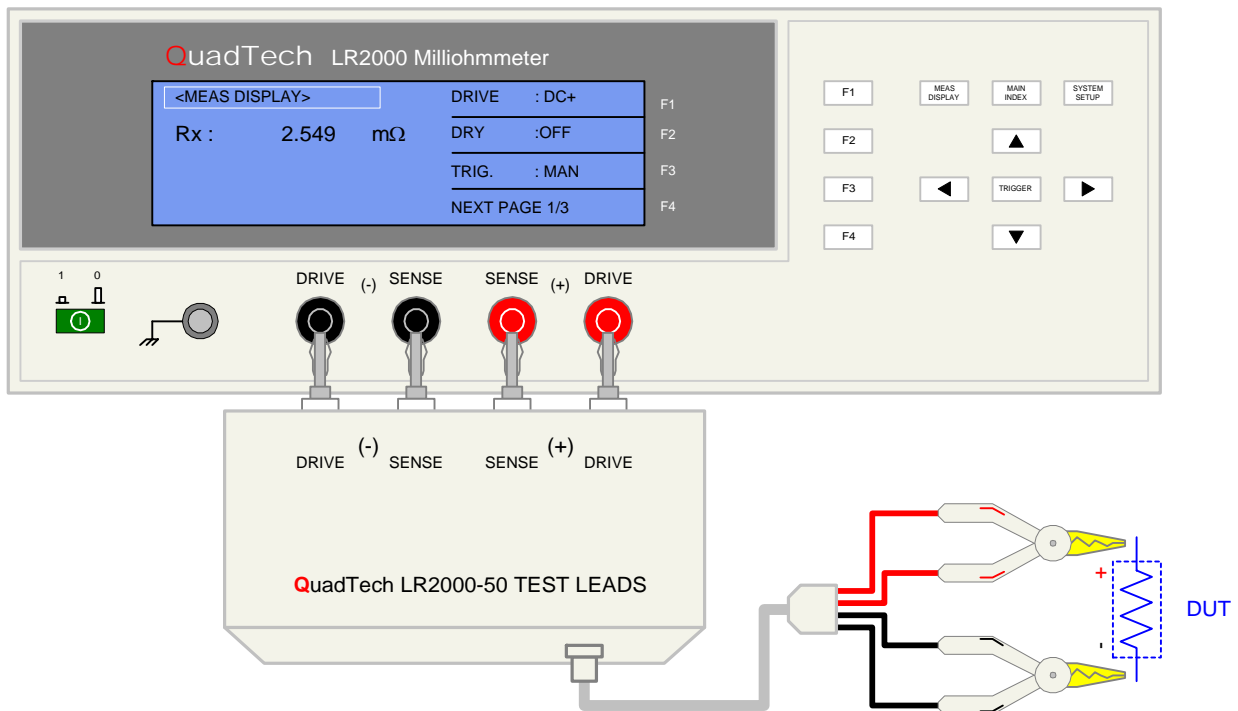 QuadTech LR2000 Milliohmmeter
<MEAS DISPLAY>
Rx : 2.549 mΩ
DRIVE : DC+
DRY :OFF
TRIG. : MAN
NEXT PAGE 1/3
F1
F2
F3
F4
F1
F2
F3
F4
MEAS DISPLAY
MAIN INDEX
SYSTEM SETUP
TRIGGER
1 0
DRIVE (-) SENSE SENSE (+) DRIVE
DRIVE (-) SENSE SENSE (+) DRIVE
QuadTech LR2000-50 TEST LEADS
+
-
DUT